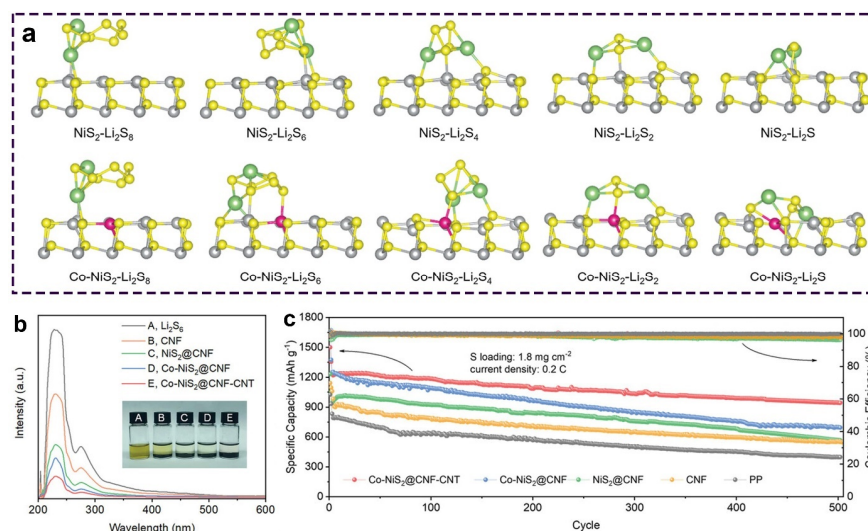 a
NiS₂-Li₂S₈
NiS₂-Li₂S₆
NiS₂-Li₂S₄
NiS₂-Li₂S₂
NiS₂-Li₂S
Co-NiS₂-Li₂S₈
Co-NiS₂-Li₂S₆
Co-NiS₂-Li₂S₄
Co-NiS₂-Li₂S₂
Co-NiS₂-Li₂S
b
A, Li₂S₆
B, CNF
C, NiS₂@CNF
D, Co-NiS₂@CNF
E, Co-NiS₂@CNF-CNT
A B C D E
Intensity (a.u.)
200 300 400 500 600
Wavelength (nm)
c
1800
1500
1200
900
600
300
0
Specific Capacity (mAh g⁻¹)
S loading: 1.8 mg cm⁻²
current density: 0.2 C
Co-NiS₂@CNF-CNT Co-NiS₂@CNF NiS₂@CNF CNF PP
100
80
60
40
20
0
0 100 200 300 400 500
Cycle